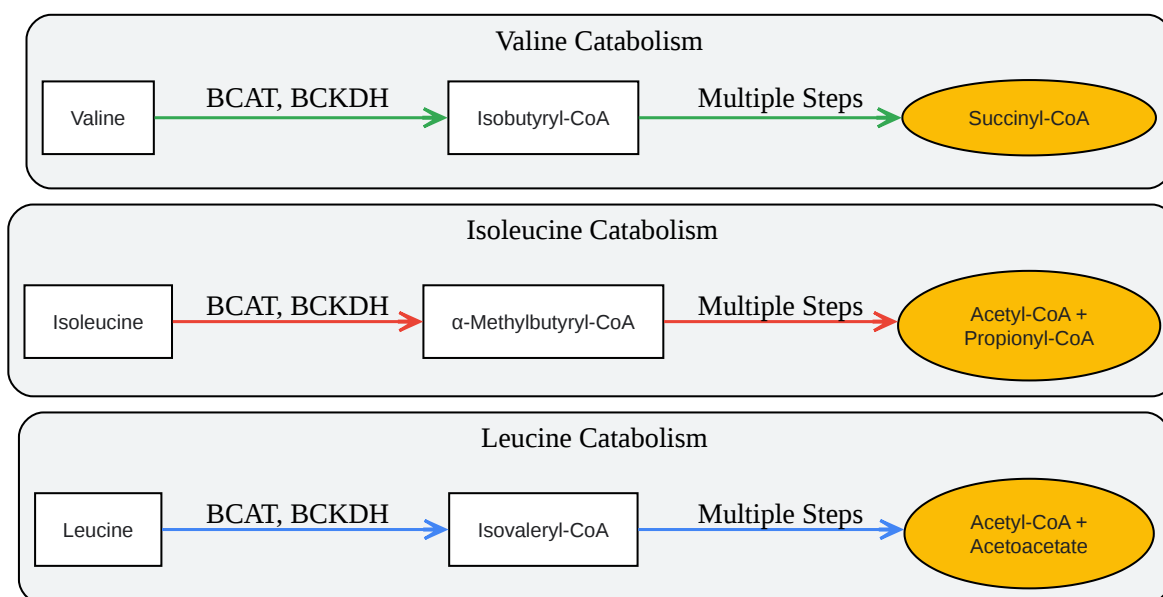 Valine Catabolism
BCAT, BCKDH
Multiple Steps
Valine
Isobutyryl-CoA
Succinyl-CoA
Isoleucine Catabolism
BCAT, BCKDH
Multiple Steps
Isoleucine
α-Methylbutyryl-CoA
Acetyl-CoA +
Propionyl-CoA
Leucine Catabolism
BCAT, BCKDH
Multiple Steps
Leucine
Isovaleryl-CoA
Acetyl-CoA +
Acetoacetate